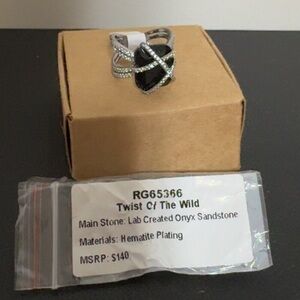 RG65366
Twist Of The Wild
Main Stone: Lab Created Onyx Sandstone
Materials: Hematite Plating
MSRP: $140